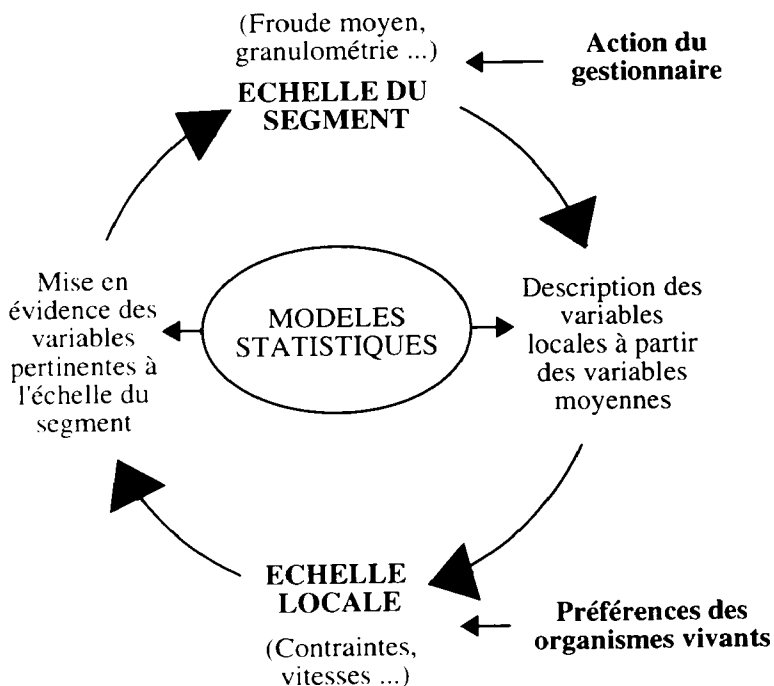 (Froude moyen,
granulométrie ...)
ECHELLE DU
SEGMENT
Action du
gestionnaire
Mise en
évidence des
variables
pertinentes à
l'échelle du
segment
MODELES
STATISTIQUES
Description des
variables
locales à partir
des variables
moyennes
ECHELLE
LOCALE
(Contraintes,
vitesses ...)
Préférences des
organismes vivants